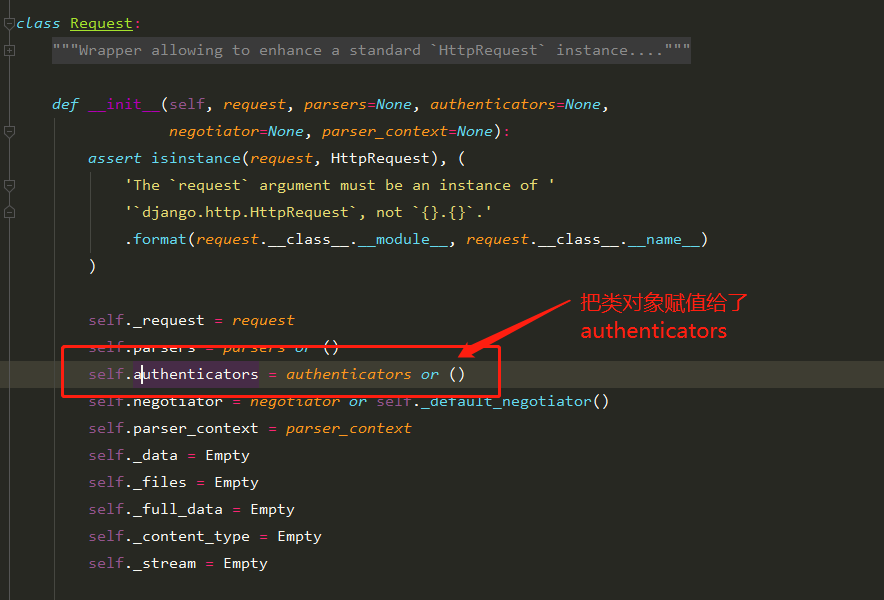 class Request:
"""Wrapper allowing to enhance a standard `HttpRequest` instance...."""
def __init__(self, request, parsers=None, authenticators=None,
negotiator=None, parser_context=None):
assert isinstance(request, HttpRequest), (
'The `request` argument must be an instance of '
'`django.http.HttpRequest`, not `{}.{}`.'
.format(request.__class__.__module__, request.__class__.__name__)
)
把类对象赋值给了
authenticators
self._request = request
self.parsers = parsers or ()
self.authenticators = authenticators or ()
self.negotiator = negotiator or self._default_negotiator()
self.parser_context = parser_context
self._data = Empty
self._files = Empty
self._full_data = Empty
self._content_type = Empty
self._stream = Empty